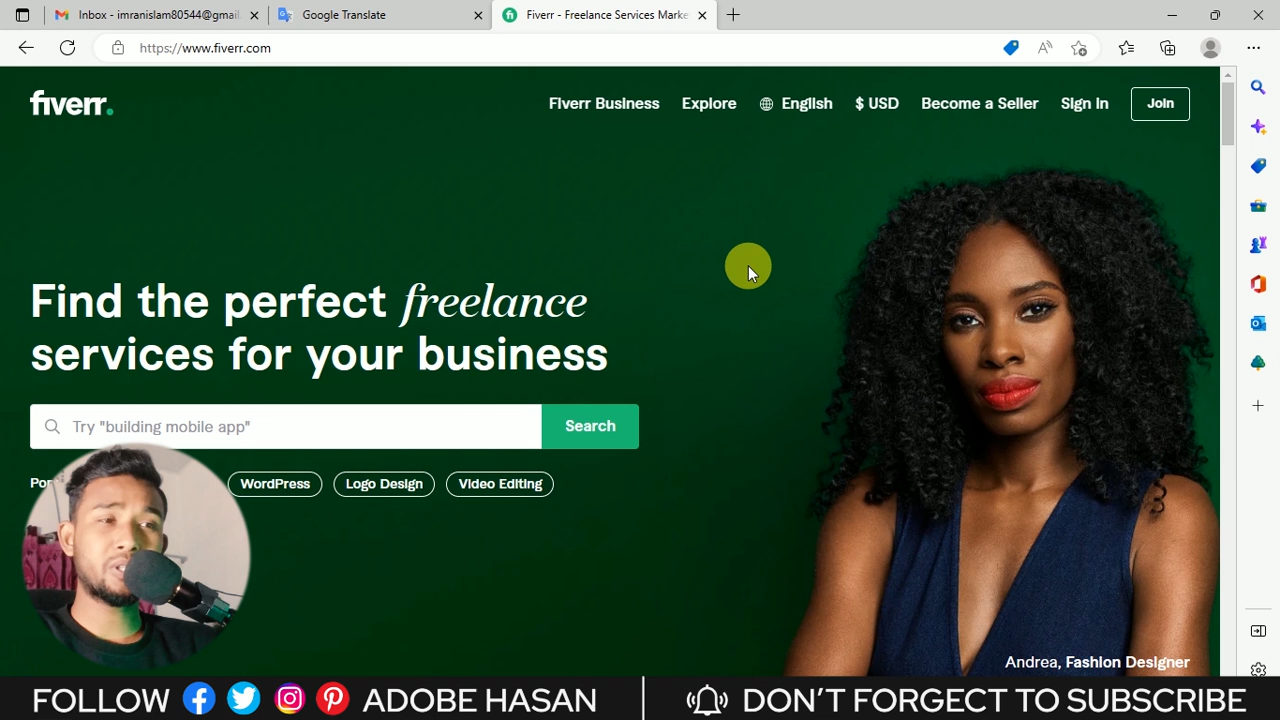 Inbox - imranislam80544@gmail.
Google Translate
Fiverr - Freelance Services Marke
https://www.fiverr.com
fiverr.
Fiverr Business
Explore
English
$ USD
Become a Seller
Sign In
Join
Find the perfect freelance
services for your business
Try "building mobile app"
Search
Por
WordPress
Logo Design
Video Editing
Andrea, Fashion Designer
FOLLOW ADOBE HASAN
DON'T FORGECT TO SUBSCRIBE